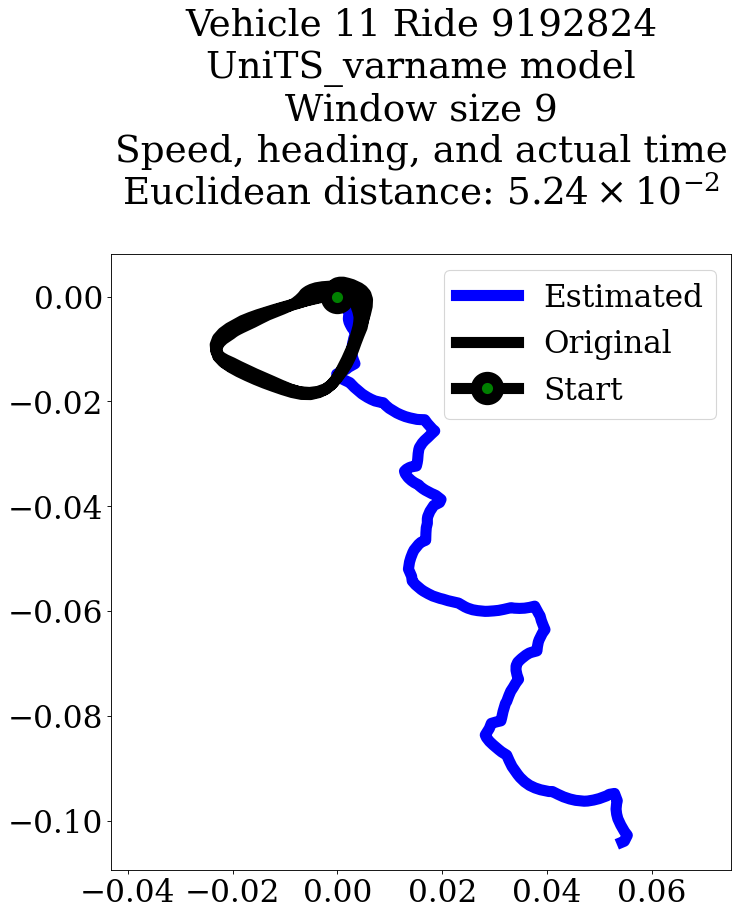 Vehicle 11 Ride 9192824
UniTS_varname model
Window size 9
Speed, heading, and actual time
Euclidean distance: 5.24 × 10⁻²
Estimated
Original
Start
0.00
−0.02
−0.04
−0.06
−0.08
−0.10
−0.04 −0.02 0.00 0.02 0.04 0.06